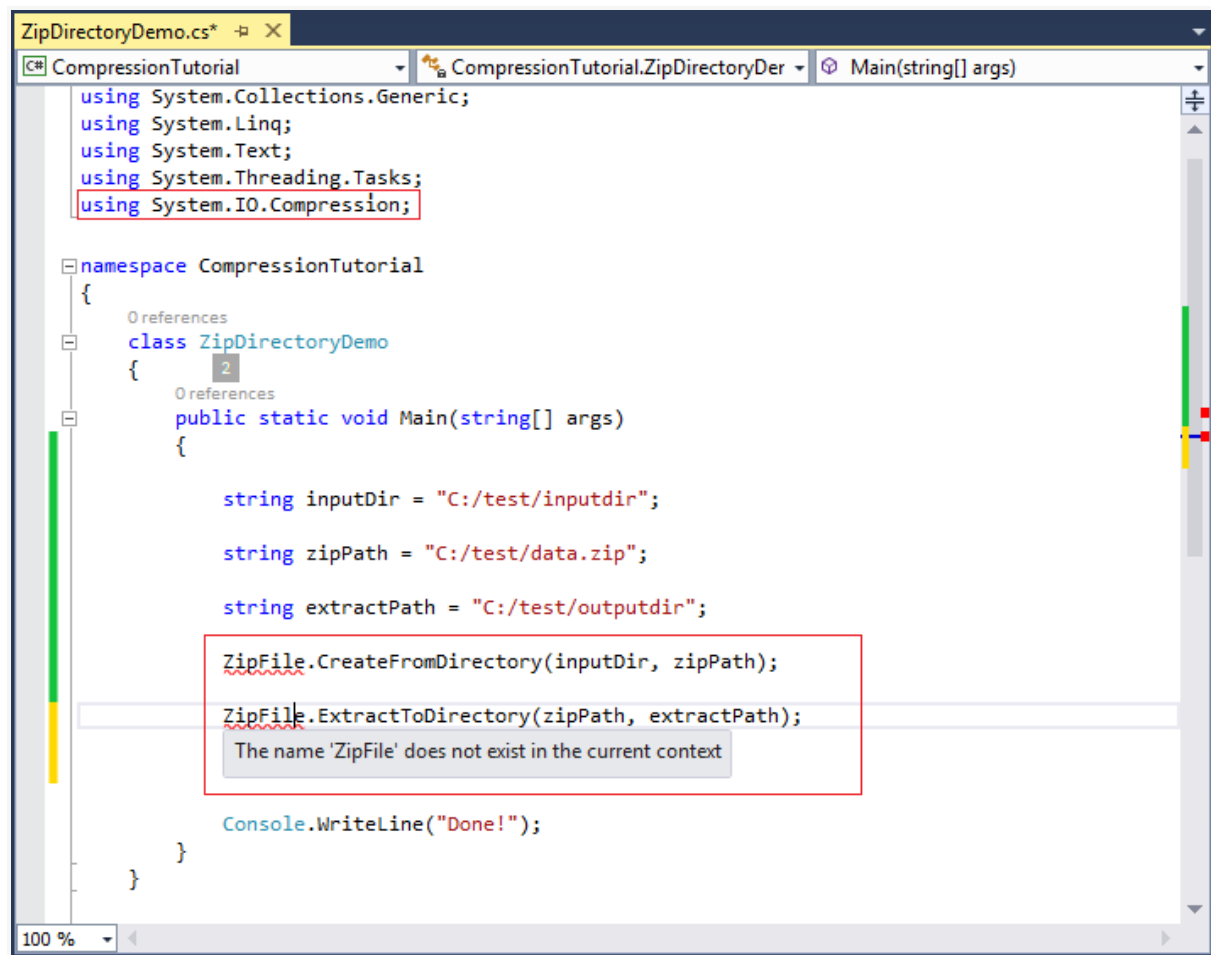 ZipDirectoryDemo.cs*
C# CompressionTutorial CompressionTutorial.ZipDirectoryDer Main(string[] args)
using System.Collections.Generic;
using System.Linq;
using System.Text;
using System.Threading.Tasks;
using System.IO.Compression;
namespace CompressionTutorial
{
0 references
class ZipDirectoryDemo
{
2
0 references
public static void Main(string[] args)
{
string inputDir = "C:/test/inputdir";
string zipPath = "C:/test/data.zip";
string extractPath = "C:/test/outputdir";
ZipFile.CreateFromDirectory(inputDir, zipPath);
ZipFile.ExtractToDirectory(zipPath, extractPath);
The name 'ZipFile' does not exist in the current context
Console.WriteLine("Done!");
}
}
100 %